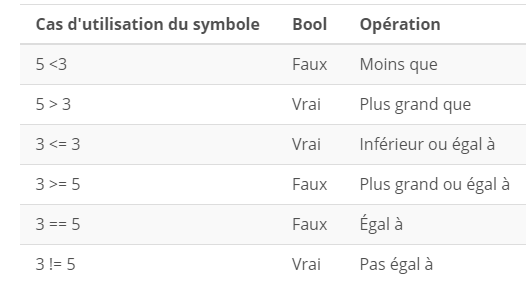 Cas d'utilisation du symbole Bool Opération
5 <3 Faux Moins que
5 > 3 Vrai Plus grand que
3 <= 3 Vrai Inférieur ou égal à
3 >= 5 Faux Plus grand ou égal à
3 == 5 Faux Égal à
3 != 5 Vrai Pas égal à